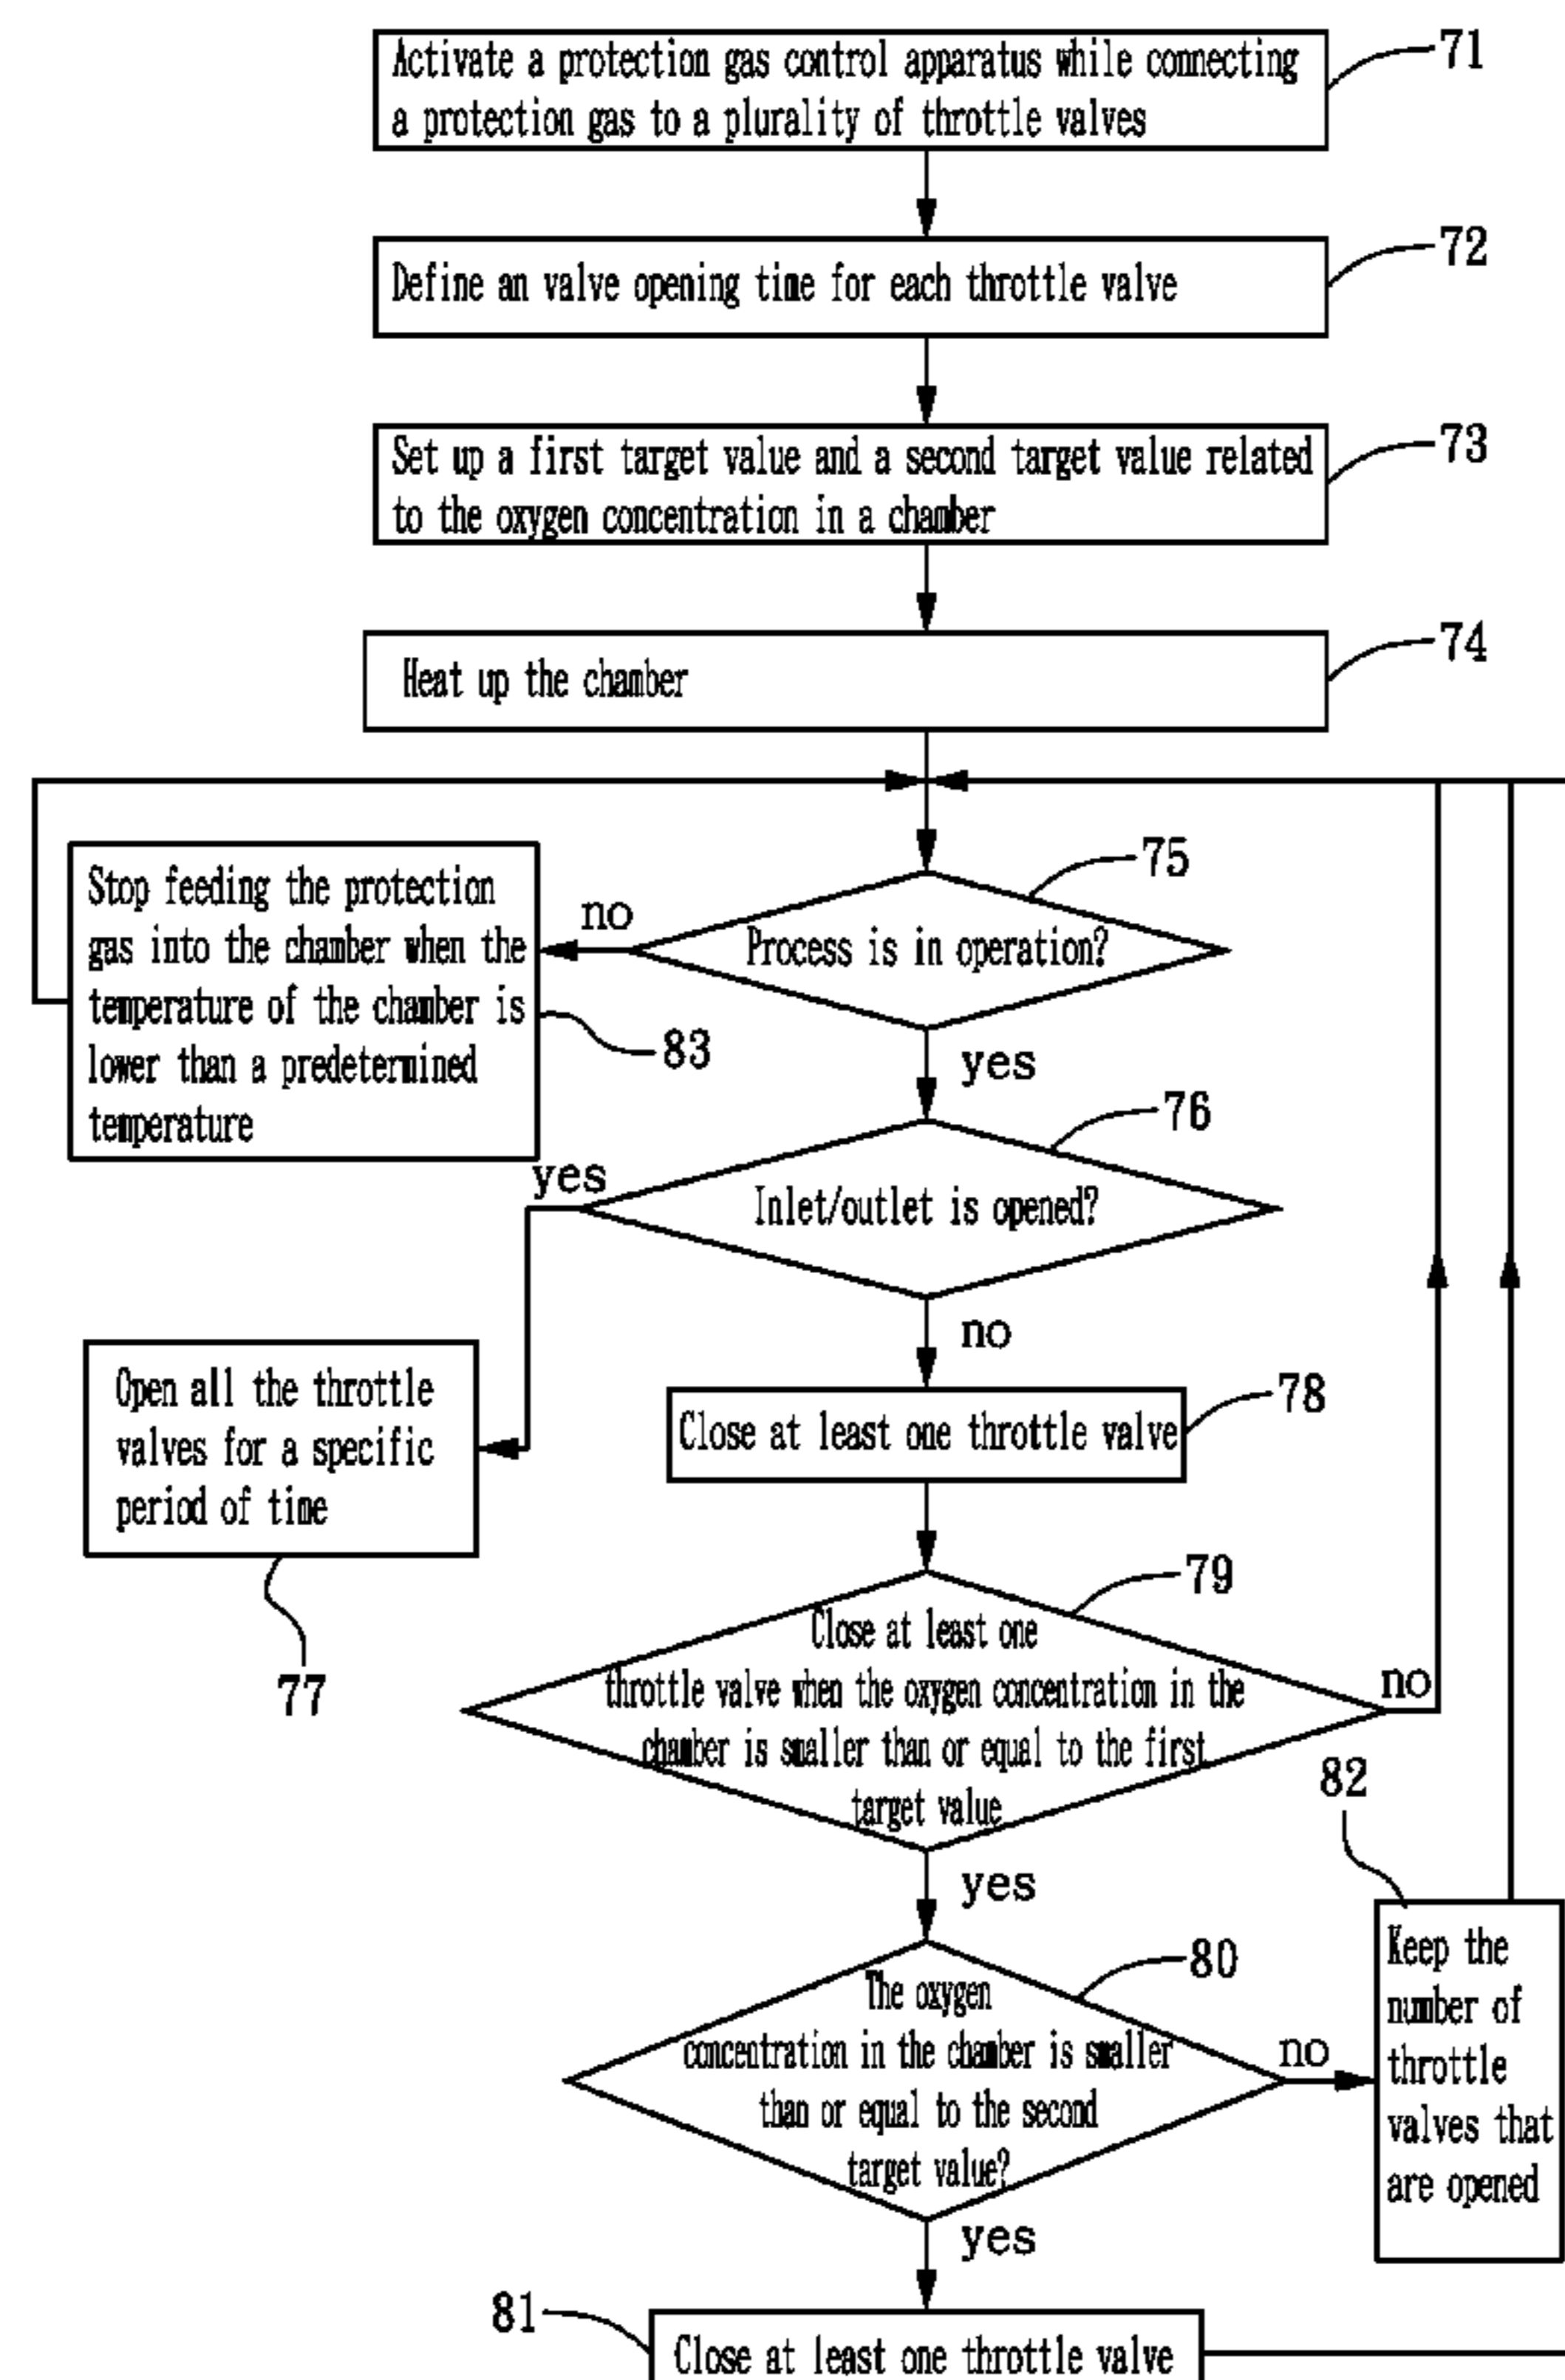 Activate a protection gas control apparatus while connecting
a protection gas to a plurality of throttle valves
71
Define an valve opening time for each throttle valve
72
Set up a first target value and a second target value related
to the oxygen concentration in a chamber
73
Heat up the chamber
74
75
Process is in operation?
no
Stop feeding the protection
gas into the chamber when the
temperature of the chamber is
lower than a predetermined
temperature
83
yes
76
Inlet/outlet is opened?
yes
Open all the throttle
valves for a specific
period of time
77
no
Close at least one throttle valve
78
79
Close at least one
throttle valve when the oxygen concentration in the
chamber is smaller than or equal to the first
target value
no
yes
80
The oxygen
concentration in the chamber is smaller
than or equal to the second
target value?
no
82
Keep the
number of
throttle
valves that
are opened
yes
81
Close at least one throttle valve